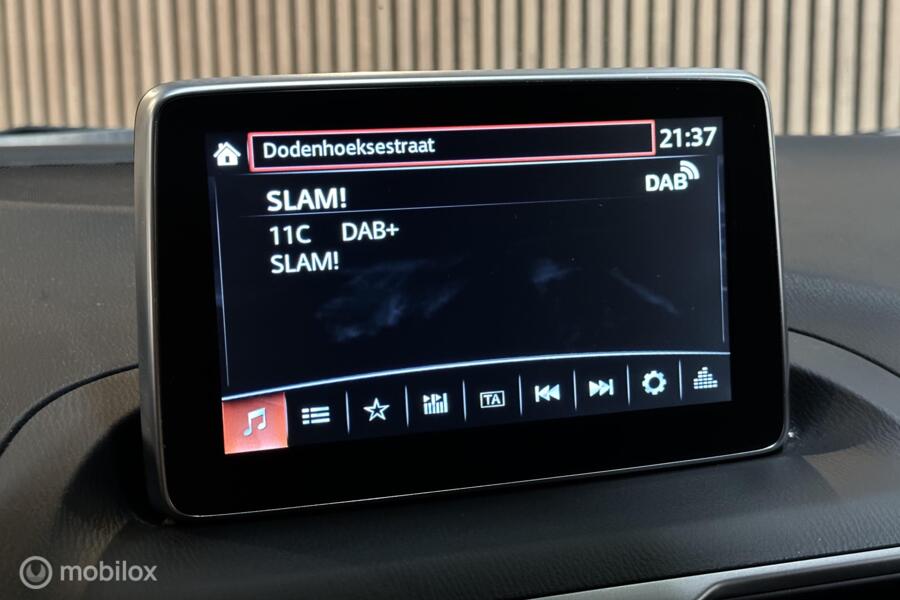 Dodenhoeksestraat 21:37
SLAM! DAB
11C DAB+
SLAM!
TA
mobilox